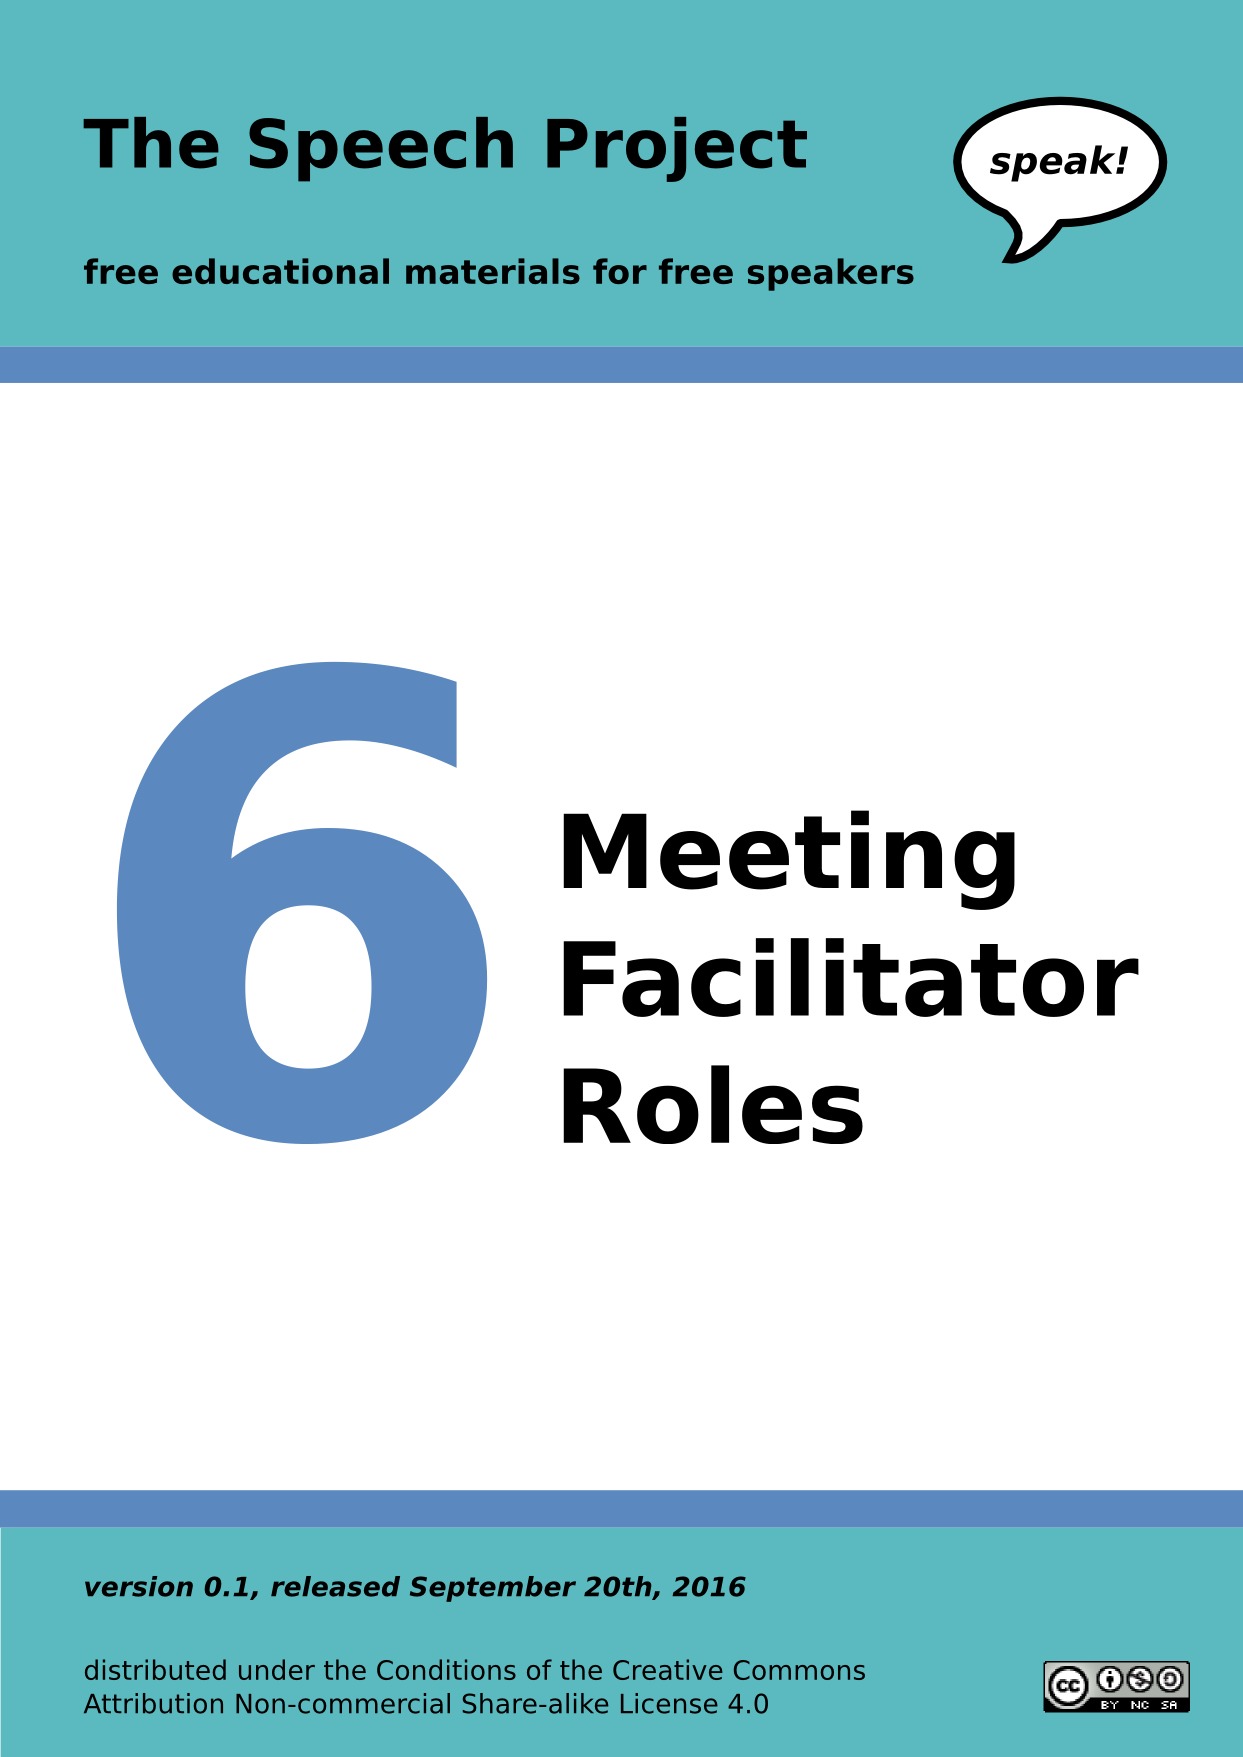 The Speech Project
speak!
free educational materials for free speakers
6
Meeting
Facilitator
Roles
version 0.1, released September 20th, 2016
distributed under the Conditions of the Creative Commons
Attribution Non-commercial Share-alike License 4.0
cc
BY NC SA